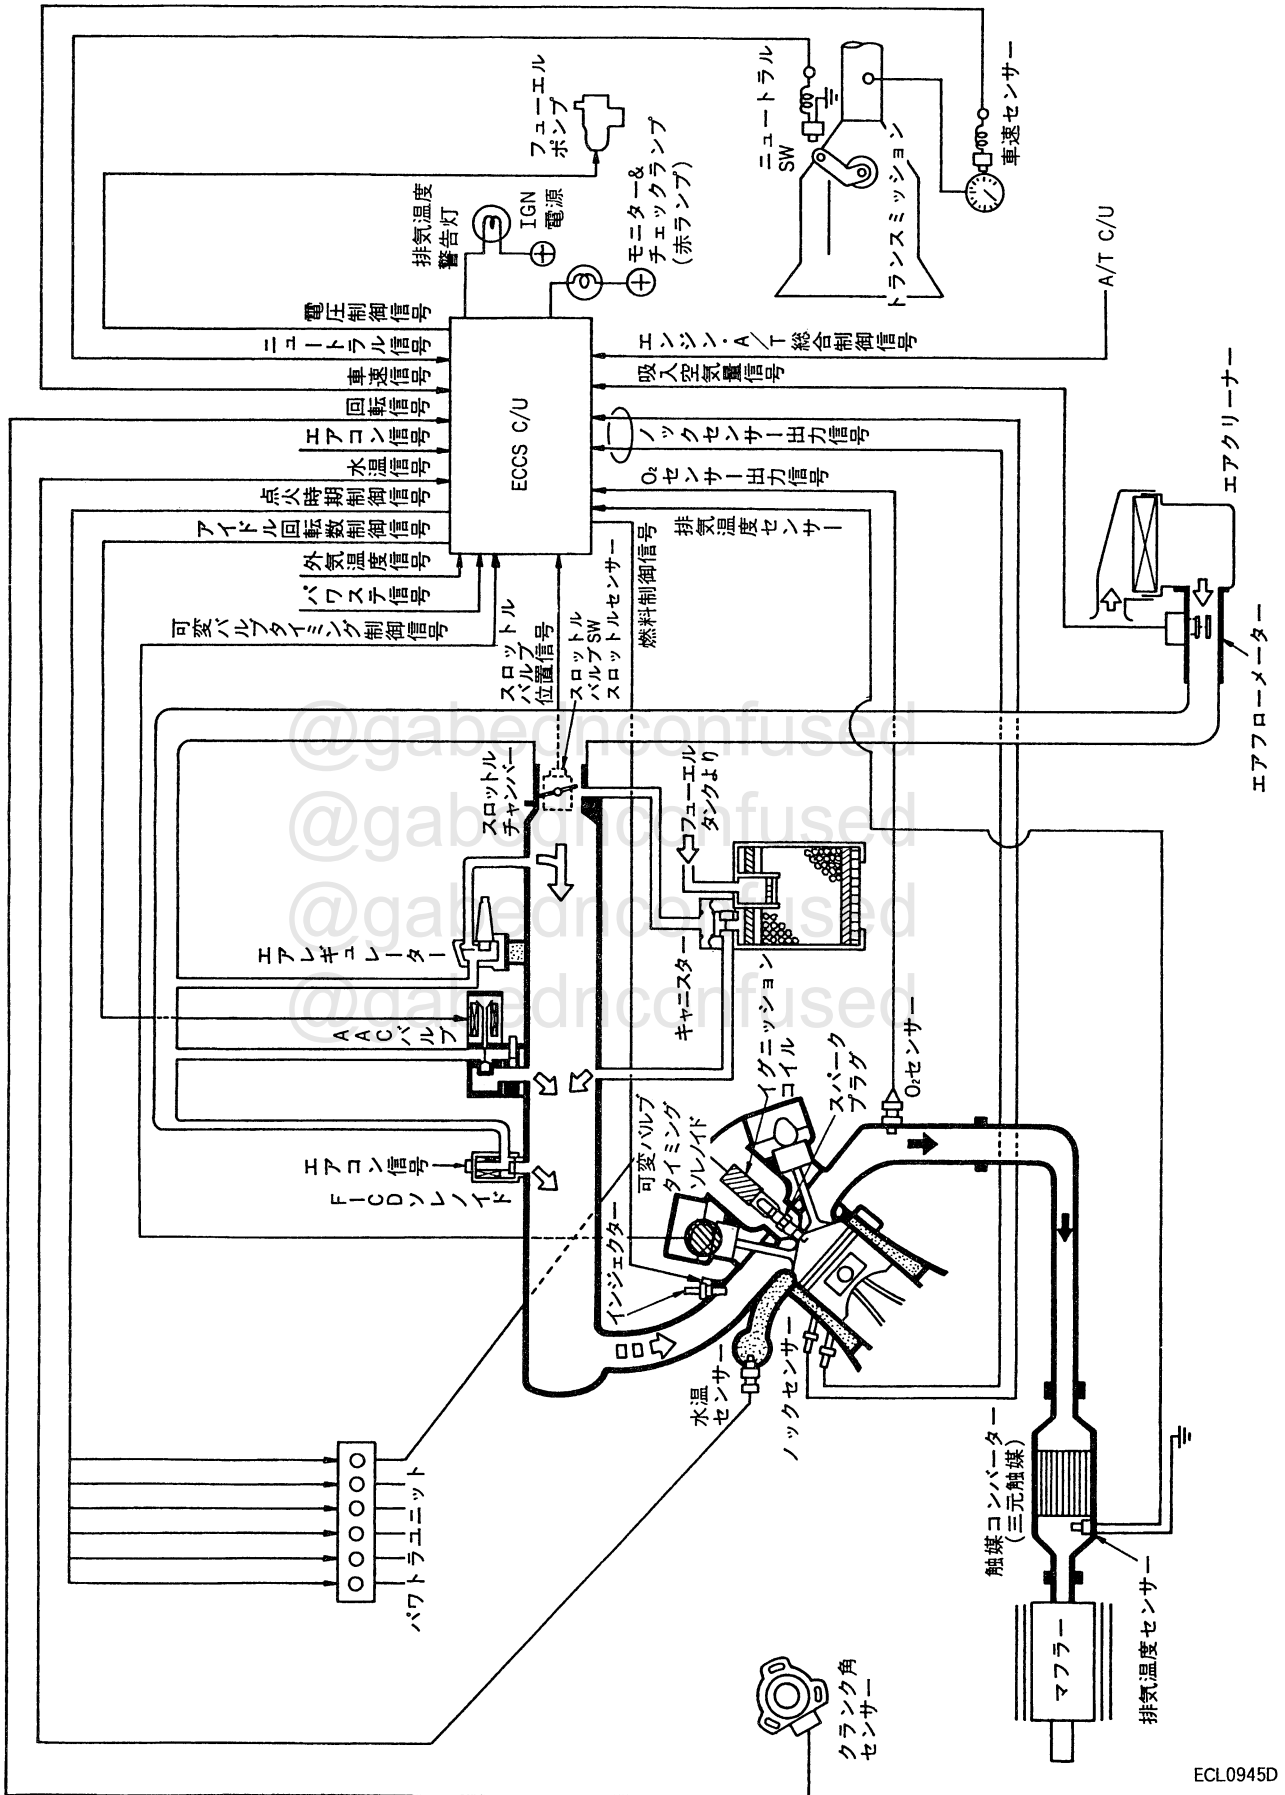 フューエル
ポンプ
ニュートラル
SW
車速センサー
排気温度
警告灯
IGN
電源
モニター&
チェックランプ
(赤ランプ)
トランスミッション
A/T C/U
電圧制御信号
ニュートラル信号
車速信号
回転信号
エアコン信号
水温信号
点火時期制御信号
アイドル回転数制御信号
外気温度信号
パワステ信号
可変バルブタイミング制御信号
ECCS C/U
エンジン・A/T 総合制御信号
吸入空気量信号
ノックセンサー出力信号
O₂センサー出力信号
排気温度センサー
燃料制御信号
スロットル
バルブ
位置信号
スロットル
バルブSW
スロットルセンサー
エアクリーナー
エアフローメーター
@gabednconfused
@gabednconfused
@gabednconfused
@gabednconfused
スロットル
チャンバー
フューエル
タンクより
エアレギュレーター
AACバルブ
キャニスター
イグニッション
コイル
スパーク
プラグ
O₂センサー
エアコン信号
FICDソレノイド
可変バルブ
タイミング
ソレノイド
インジェクター
水温
センサー
ノックセンサー
パワトラユニット
触媒コンバーター
(三元触媒)
マフラー
排気温度センサー
クランク角
センサー
ECL0945D